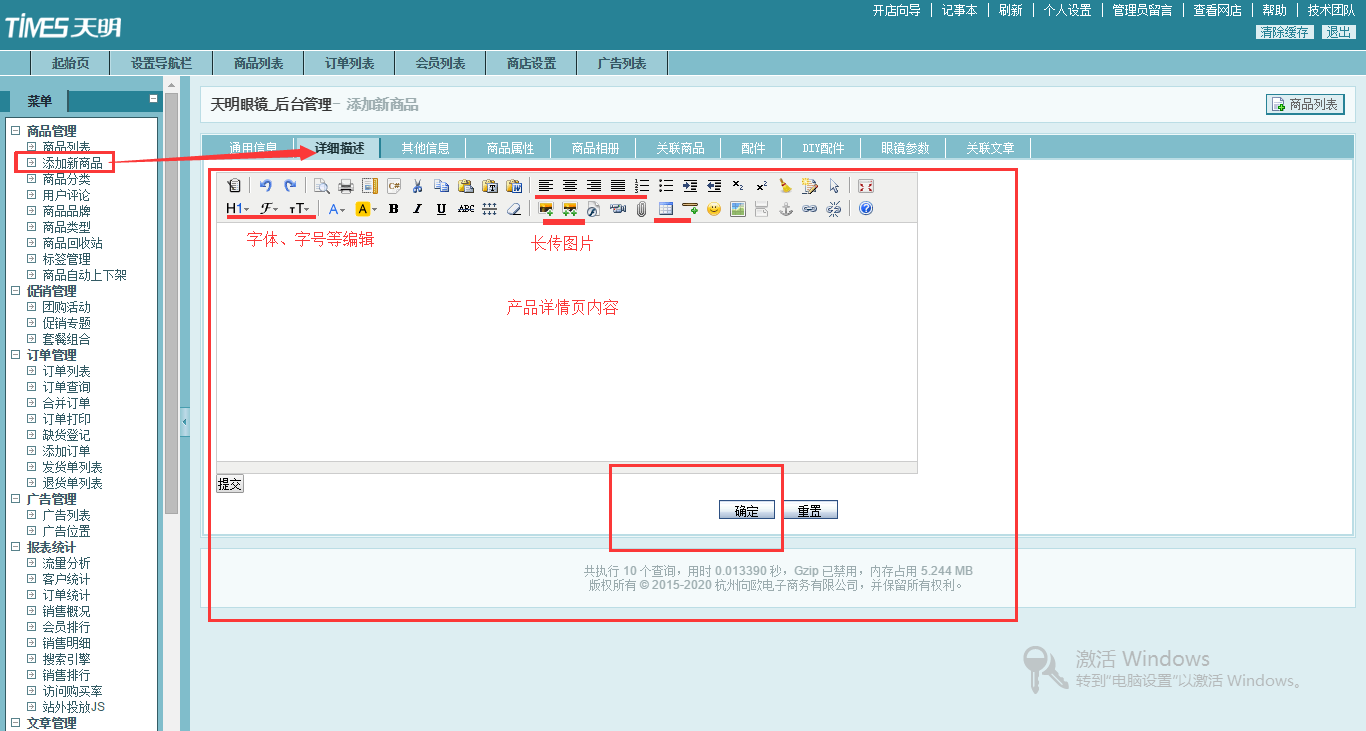 TIMES 天明
开店向导 记事本 刷新 个人设置 管理员留言 查看网店 帮助 技术团队
清除缓存 退出
起始页 设置导航栏 商品列表 订单列表 会员列表 商店设置 广告列表
菜单
商品管理
商品列表
添加新商品
商品分类
用户评论
商品品牌
商品类型
商品回收站
标签管理
商品自动上下架
促销管理
团购活动
促销专题
套餐组合
订单管理
订单列表
订单查询
合并订单
订单打印
缺货登记
添加订单
发货单列表
退货单列表
广告管理
广告列表
广告位置
报表统计
流量分析
客户统计
订单统计
销售概况
会员排行
销售明细
搜索引擎
销售排行
访问购买率
站外投放JS
文章管理
天明眼镜_后台管理- 添加新商品
商品列表
通用信息 详细描述 其他信息 商品属性 商品相册 关联商品 配件 DIY配件 眼镜参数 关联文章
H1 F TT A A B I U ABC
字体、字号等编辑
长传图片
产品详情页内容
提交
确定 重置
共执行 10 个查询，用时 0.013390 秒，Gzip 已禁用，内存占用 5.244 MB
版权所有 © 2015-2020 杭州向欧电子商务有限公司，并保留所有权利。
激活 Windows
转到"电脑设置"以激活 Windows。